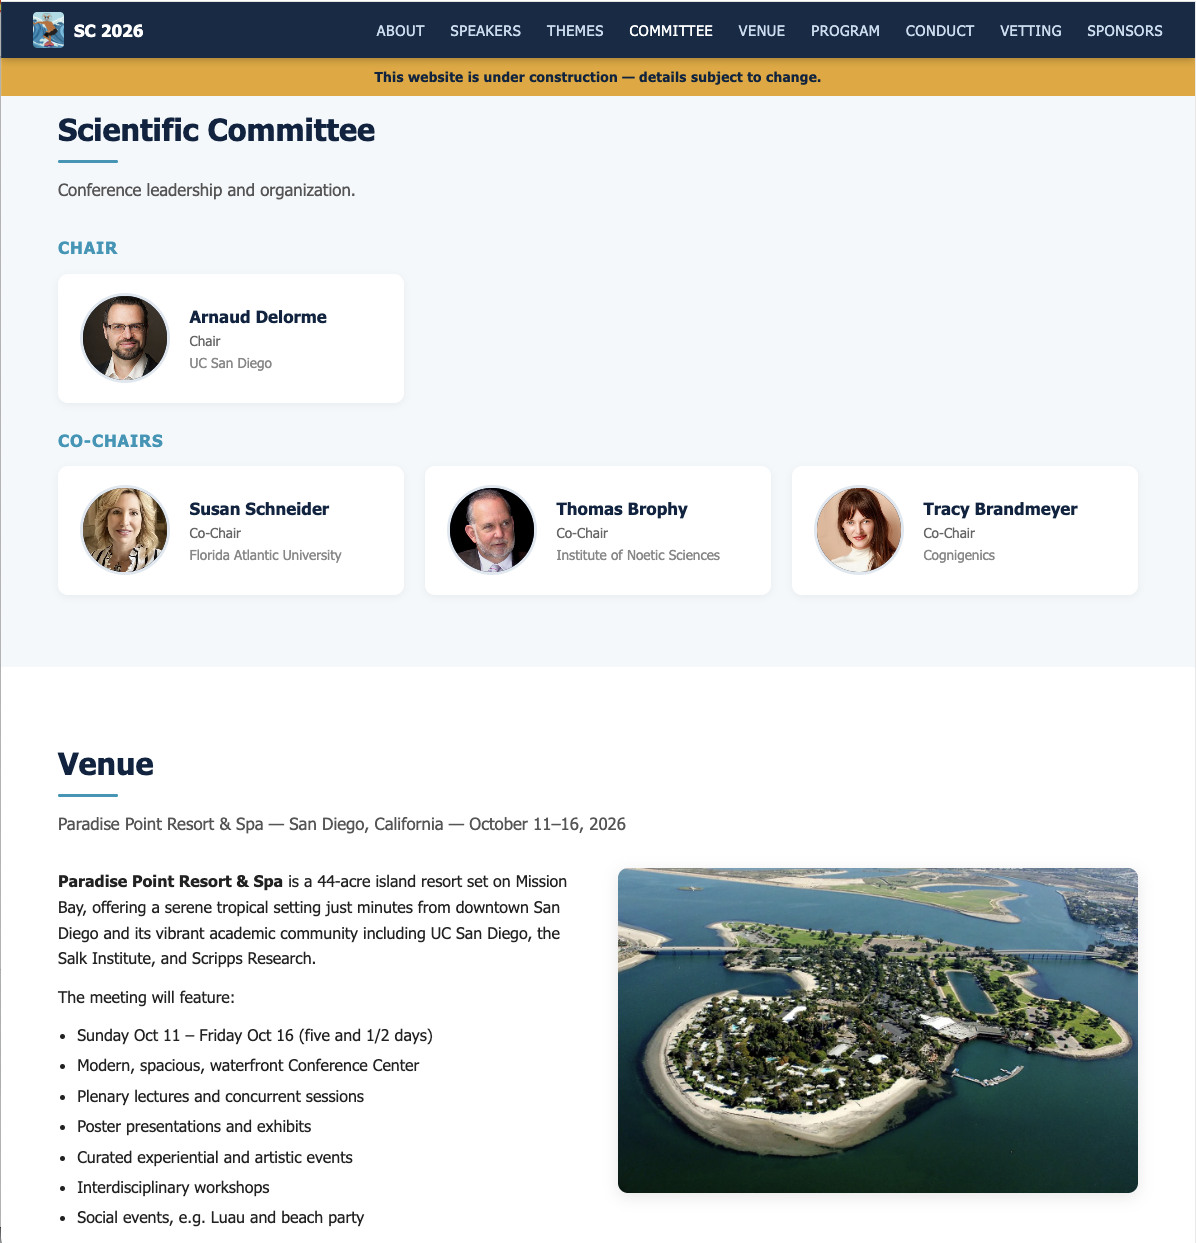 SC 2026
ABOUT SPEAKERS THEMES COMMITTEE VENUE PROGRAM CONDUCT VETTING SPONSORS
This website is under construction — details subject to change.
Scientific Committee
Conference leadership and organization.
CHAIR
Arnaud Delorme
Chair
UC San Diego
CO-CHAIRS
Susan Schneider
Co-Chair
Florida Atlantic University
Thomas Brophy
Co-Chair
Institute of Noetic Sciences
Tracy Brandmeyer
Co-Chair
Cognigenics
Venue
Paradise Point Resort & Spa — San Diego, California — October 11–16, 2026
Paradise Point Resort & Spa is a 44-acre island resort set on Mission
Bay, offering a serene tropical setting just minutes from downtown San
Diego and its vibrant academic community including UC San Diego, the
Salk Institute, and Scripps Research.
The meeting will feature:
• Sunday Oct 11 – Friday Oct 16 (five and 1/2 days)
• Modern, spacious, waterfront Conference Center
• Plenary lectures and concurrent sessions
• Poster presentations and exhibits
• Curated experiential and artistic events
• Interdisciplinary workshops
• Social events, e.g. Luau and beach party